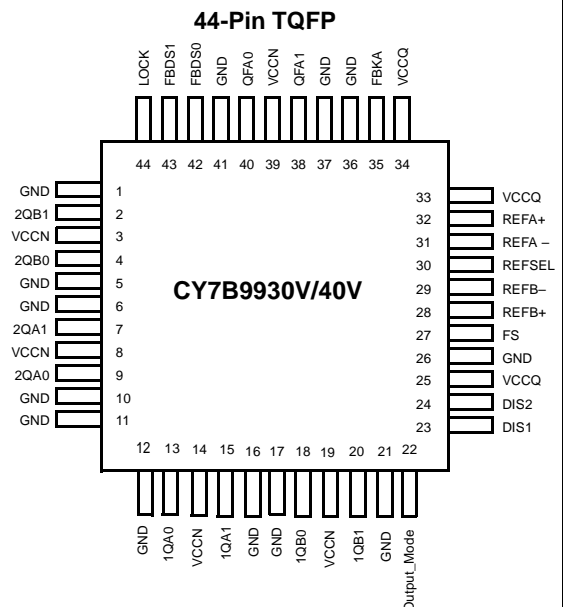 44-Pin TQFP
LOCK
FBDS1
FBDS0
GND
QFA0
VCCN
QFA1
GND
GND
FBKA
VCCQ
44 43 42 41 40 39 38 37 36 35 34
GND 1
2QB1 2
VCCN 3
2QB0 4
GND 5
GND 6
2QA1 7
VCCN 8
2QA0 9
GND 10
GND 11
CY7B9930V/40V
33 VCCQ
32 REFA+
31 REFA –
30 REFSEL
29 REFB–
28 REFB+
27 FS
26 GND
25 VCCQ
24 DIS2
23 DIS1
12 13 14 15 16 17 18 19 20 21 22
GND
1QA0
VCCN
1QA1
GND
GND
1QB0
VCCN
1QB1
GND
Output_Mode